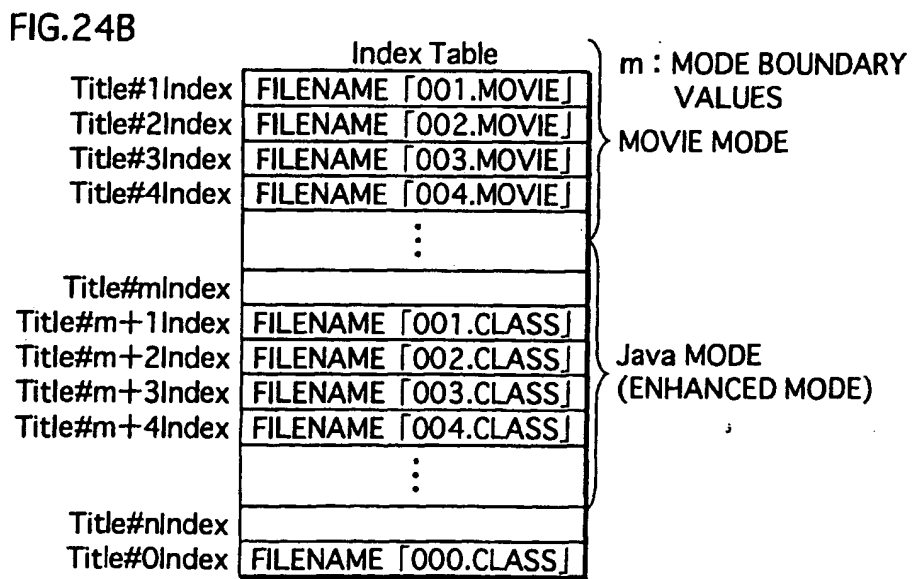 FIG.24B
Index Table
m : MODE BOUNDARY
VALUES
Title#1Index FILENAME 「001.MOVIE」
Title#2Index FILENAME 「002.MOVIE」
Title#3Index FILENAME 「003.MOVIE」
MOVIE MODE
Title#4Index FILENAME 「004.MOVIE」
⋮
Title#mIndex
Title#m+1Index FILENAME 「001.CLASS」
Title#m+2Index FILENAME 「002.CLASS」
Java MODE
Title#m+3Index FILENAME 「003.CLASS」
(ENHANCED MODE)
Title#m+4Index FILENAME 「004.CLASS」
⋮
Title#nIndex
Title#0Index FILENAME 「000.CLASS」